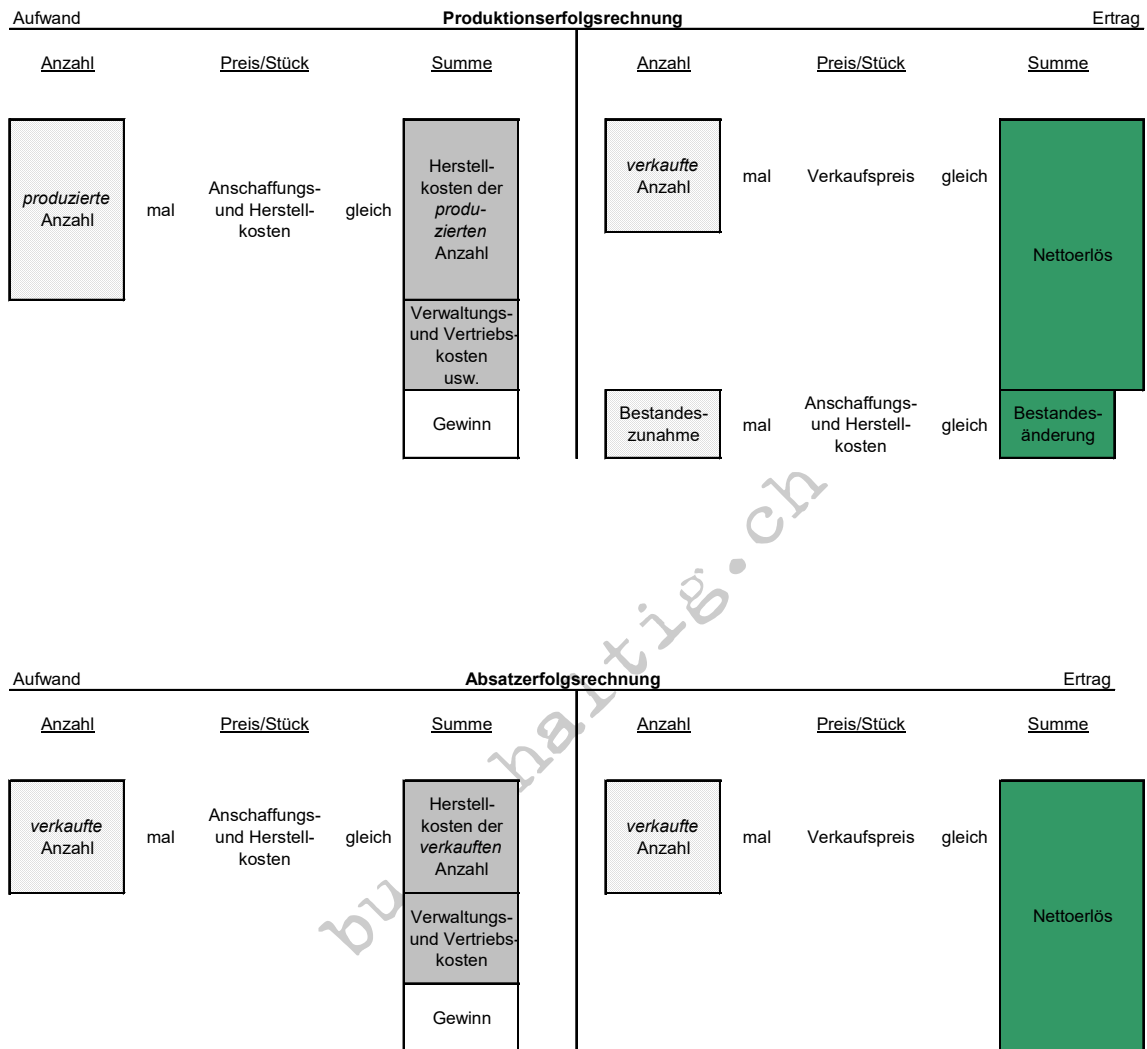 Aufwand Produktionserfolgsrechnung Ertrag
Anzahl Preis/Stück Summe Anzahl Preis/Stück Summe
produzierte
Anzahl
mal
Anschaffungs-
und Herstell-
kosten
gleich
Herstell-
kosten der
produ-
zierten
Anzahl
Verwaltungs-
und Vertriebs-
kosten
usw.
Gewinn
verkaufte
Anzahl
mal
Verkaufspreis
gleich
Nettoerlös
Bestandes-
zunahme
mal
Anschaffungs-
und Herstell-
kosten
gleich
Bestandes-
änderung
Aufwand Absatzerfolgsrechnung Ertrag
Anzahl Preis/Stück Summe Anzahl Preis/Stück Summe
verkaufte
Anzahl
mal
Anschaffungs-
und Herstell-
kosten
gleich
Herstell-
kosten der
verkauften
Anzahl
Verwaltungs-
und Vertriebs-
kosten
Gewinn
verkaufte
Anzahl
mal
Verkaufspreis
gleich
Nettoerlös